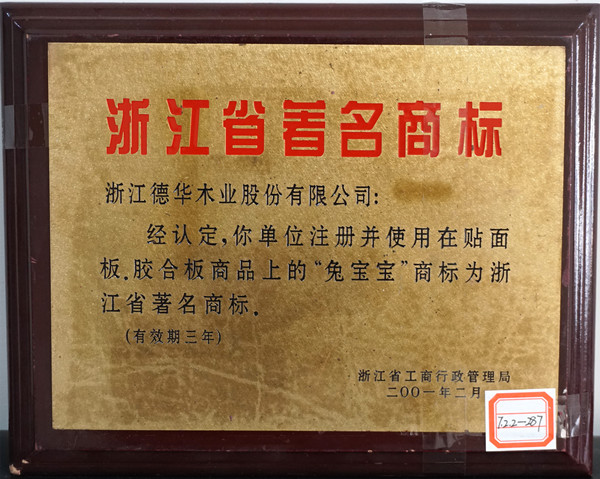 浙江省著名商标
浙江德华木业股份有限公司:
经认定,你单位注册并使用在贴面
板.胶合板商品上的“兔宝宝”商标为浙
江省著名商标.
(有效期三年)
浙江省工商行政管理局
二00一年二月
7.2.2-287